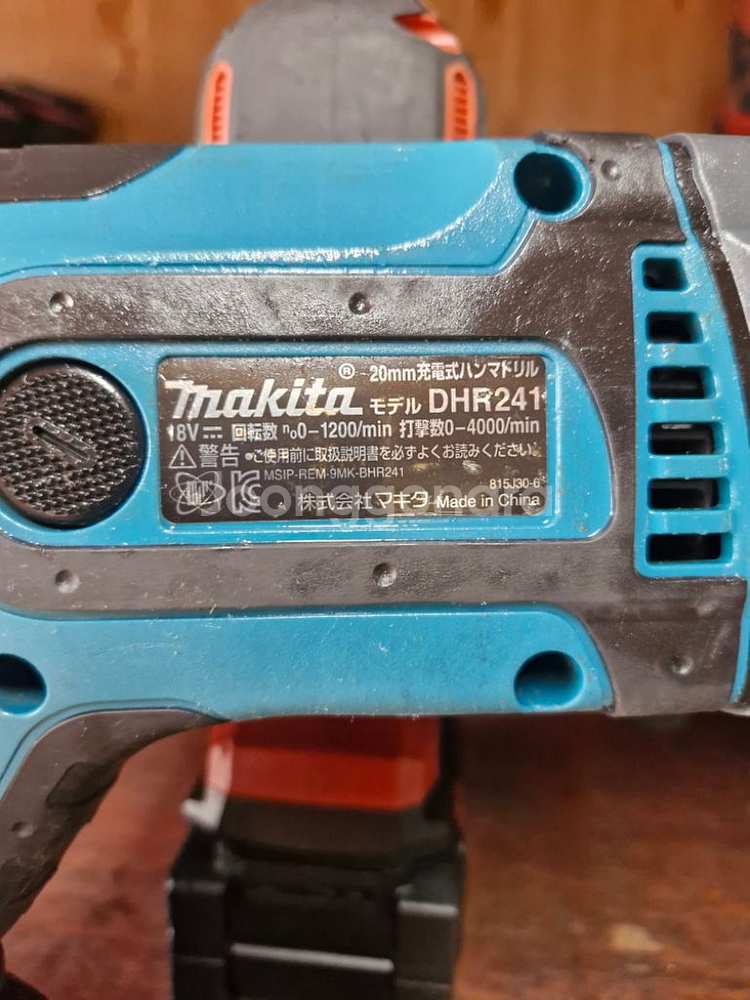 ® 20mm充電式ハンマドリル
makita モデル DHR241
18V⎓ 回転数 n₀0-1200/min 打撃数0-4000/min
⚠警告 ・ご使用前に取扱説明書を必ずよくお読みください。
MSIP-REM-9MK-BHR241
815J30-6
株式会社マキタ Made in China